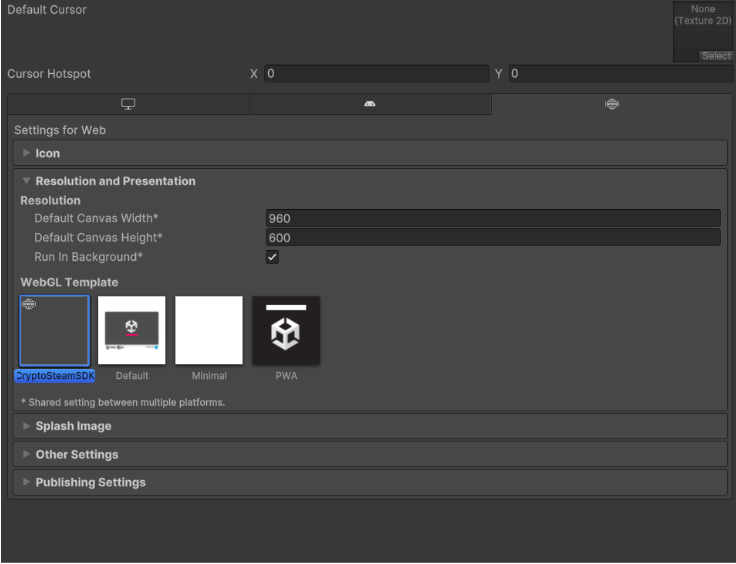 Default Cursor
None
(Texture 2D)
Select
Cursor Hotspot X 0 Y 0
Settings for Web
Icon
Resolution and Presentation
Resolution
Default Canvas Width* 960
Default Canvas Height* 600
Run In Background*
WebGL Template
CryptoSteamSDK Default Minimal PWA
* Shared setting between multiple platforms.
Splash Image
Other Settings
Publishing Settings